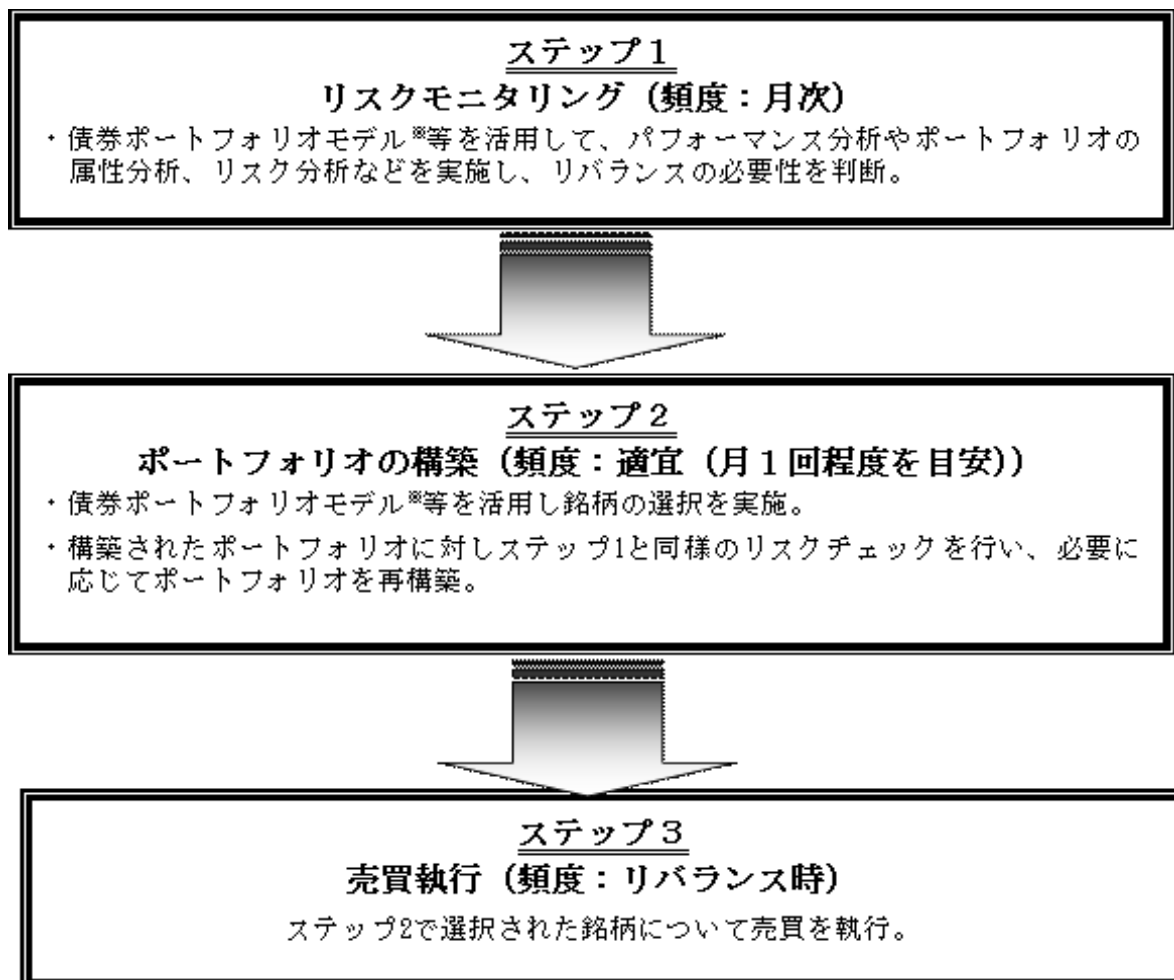 ステップ1
リスクモニタリング（頻度：月次）
・債券ポートフォリオモデル※等を活用して、パフォーマンス分析やポートフォリオの
属性分析、リスク分析などを実施し、リバランスの必要性を判断。
ステップ2
ポートフォリオの構築（頻度：適宜（月１回程度を目安））
・債券ポートフォリオモデル※等を活用し銘柄の選択を実施。
・構築されたポートフォリオに対しステップ1と同様のリスクチェックを行い、必要に
応じてポートフォリオを再構築。
ステップ3
売買執行（頻度：リバランス時）
ステップ2で選択された銘柄について売買を執行。